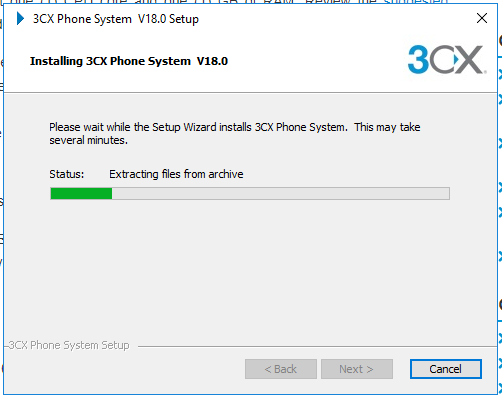 3CX Phone System V18.0 Setup
Installing 3CX Phone System V18.0
3CX
Please wait while the Setup Wizard installs 3CX Phone System. This may take
several minutes.
Status: Extracting files from archive
3CX Phone System Setup
< Back
Next >
Cancel